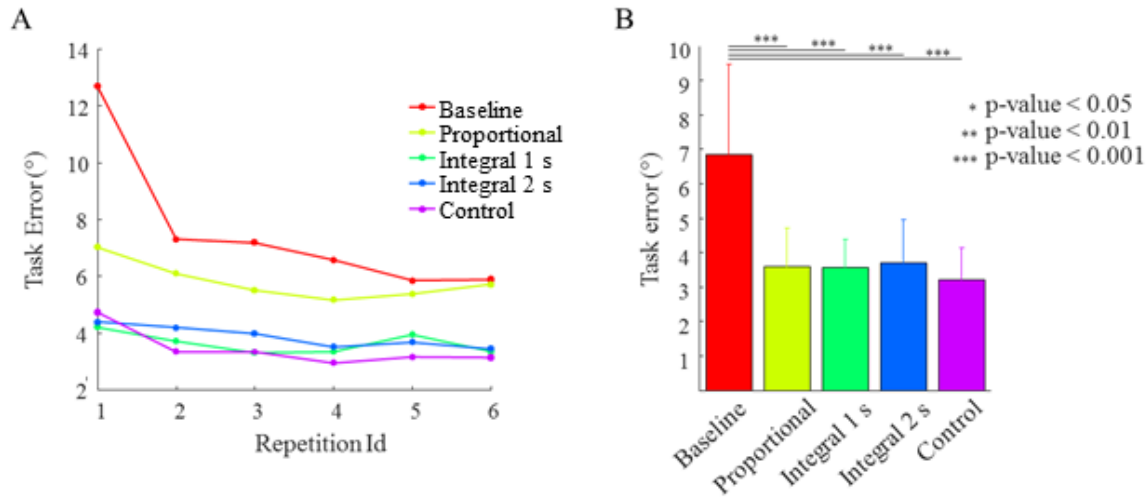 A
14
12
10
8
6
4
2
1
2
3
4
5
6
Task Error (°)
Repetition Id
Baseline
Proportional
Integral 1 s
Integral 2 s
Control
B
10
9
8
7
6
5
4
3
2
1
Task error (°)
***
***
***
***
* p-value < 0.05
** p-value < 0.01
*** p-value < 0.001
Baseline
Proportional
Integral 1 s
Integral 2 s
Control